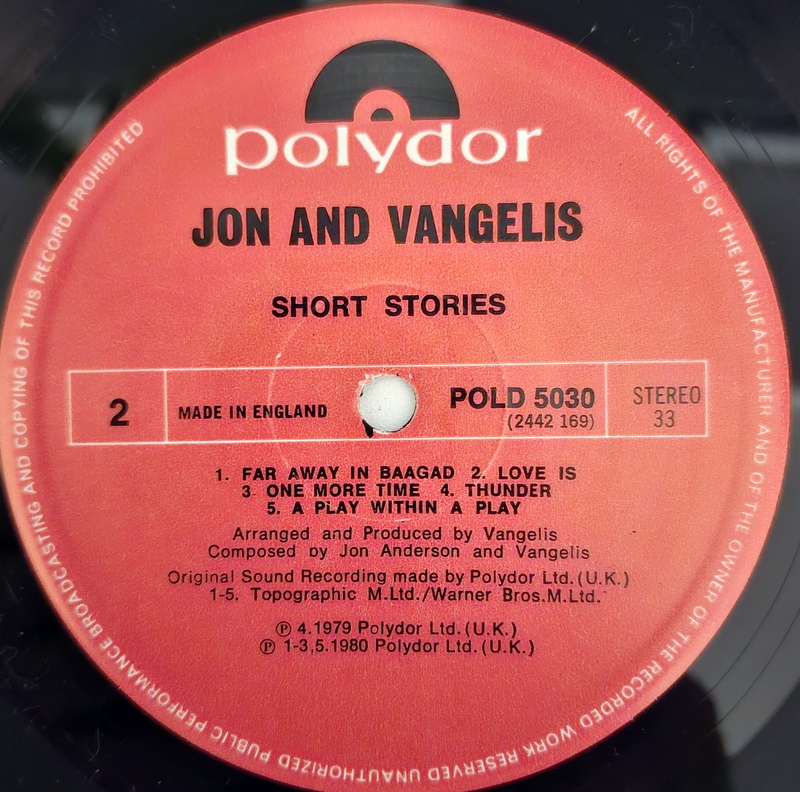 polydor
JON AND VANGELIS
SHORT STORIES
2
MADE IN ENGLAND
POLD 5030
(2442 169)
STEREO
33
1. FAR AWAY IN BAAGAD 2. LOVE IS
3 ONE MORE TIME 4. THUNDER
5. A PLAY WITHIN A PLAY
Arranged and Produced by Vangelis
Composed by Jon Anderson and Vangelis
Original Sound Recording made by Polydor Ltd.(U.K.)
1-5. Topographic M.Ltd./Warner Bros.M.Ltd.
℗ 4.1979 Polydor Ltd.(U.K.)
℗ 1-3,5.1980 Polydor Ltd.(U.K.)
ALL RIGHTS OF THE MANUFACTURER AND OF THE OWNER OF THE RECORDED WORK RESERVED UNAUTHORIZED PUBLIC PERFORMANCE BROADCASTING AND COPYING OF THIS RECORD PROHIBITED